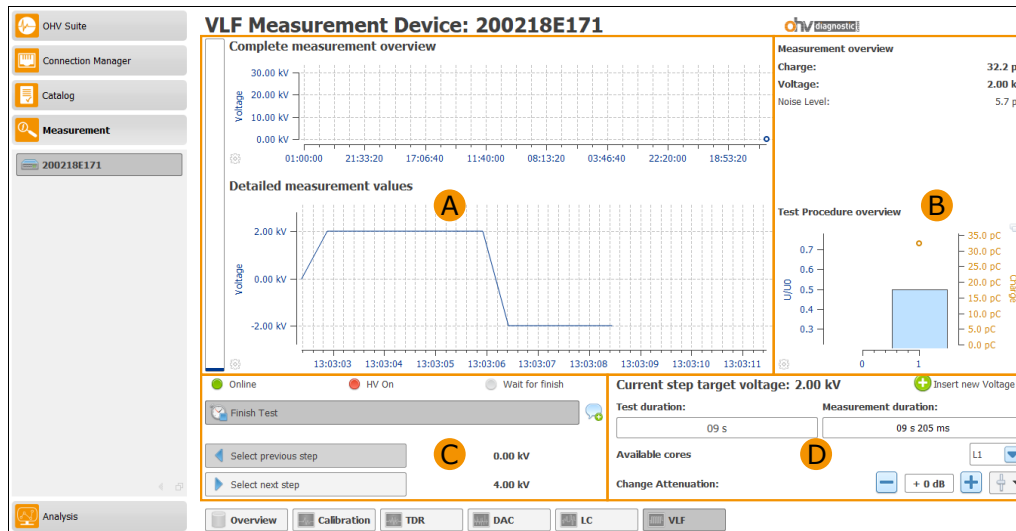 OHV Suite
Connection Manager
Catalog
Measurement
200218E171
Analysis
VLF Measurement Device: 200218E171
ohv diagnostic
Complete measurement overview
Voltage
30.00 kV
20.00 kV
10.00 kV
0.00 kV
01:00:00 21:33:20 17:06:40 11:40:00 08:13:20 03:46:40 22:20:00 18:53:20
Detailed measurement values
A
Voltage
2.00 kV
0.00 kV
-2.00 kV
13:03:03 13:03:04 13:03:05 13:03:06 13:03:07 13:03:08 13:03:09 13:03:10 13:03:11
Measurement overview
Charge: 32.2 p
Voltage: 2.00 k
Noise Level: 5.7 p
B
Test Procedure overview
U/U0
0.7
0.6
0.5
0.4
0.3
35.0 pC
30.0 pC
25.0 pC
20.0 pC
15.0 pC
10.0 pC
5.0 pC
0.0 pC
Charge
0 1
Online HV On Wait for finish
Finish Test
C
Select previous step 0.00 kV
Select next step 4.00 kV
Current step target voltage: 2.00 kV Insert new Voltage
Test duration: Measurement duration:
09 s 09 s 205 ms
D
Available cores L1
Change Attenuation: + 0 dB
Overview Calibration TDR DAC LC VLF